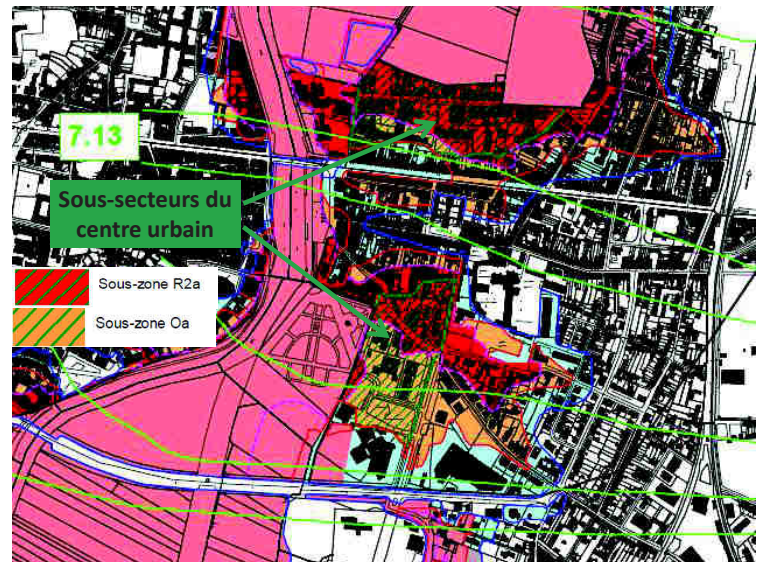 7.13
Sous-secteurs du
centre urbain
Sous-zone R2a
Sous-zone Oa